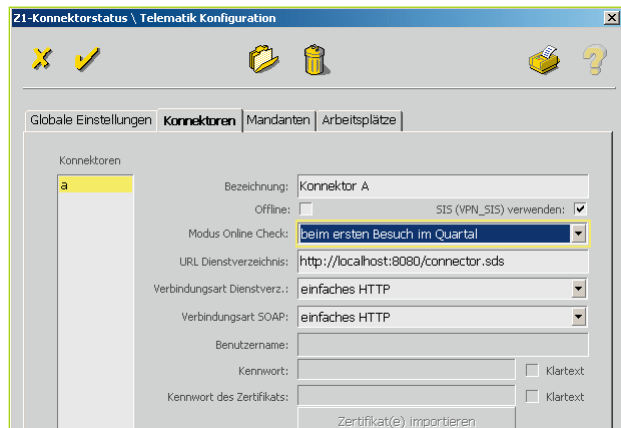 Z1-Konnektorstatus \ Telematik Konfiguration
Globale Einstellungen Konnektoren Mandanten Arbeitsplätze
Konnektoren
a
Bezeichnung: Konnektor A
Offline: SIS (VPN_SIS) verwenden:
Modus Online Check: beim ersten Besuch im Quartal
URL Dienstverzeichnis: http://localhost:8080/connector.sds
Verbindungsart Dienstverz.: einfaches HTTP
Verbindungsart SOAP: einfaches HTTP
Benutzername:
Kennwort: Klartext
Kennwort des Zertifikats: Klartext
Zertifikat(e) importieren